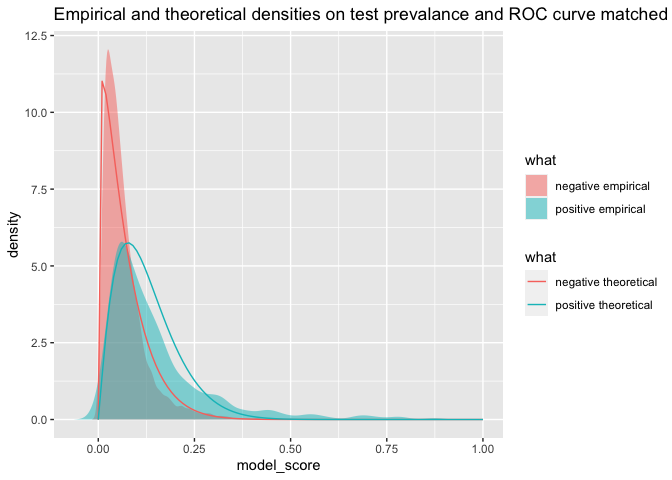 Empirical and theoretical densities on test prevalance and ROC curve matched
12.5
10.0
7.5
5.0
2.5
0.0
density
0.00
0.25
0.50
0.75
1.00
model_score
what
negative empirical
positive empirical
what
negative theoretical
positive theoretical